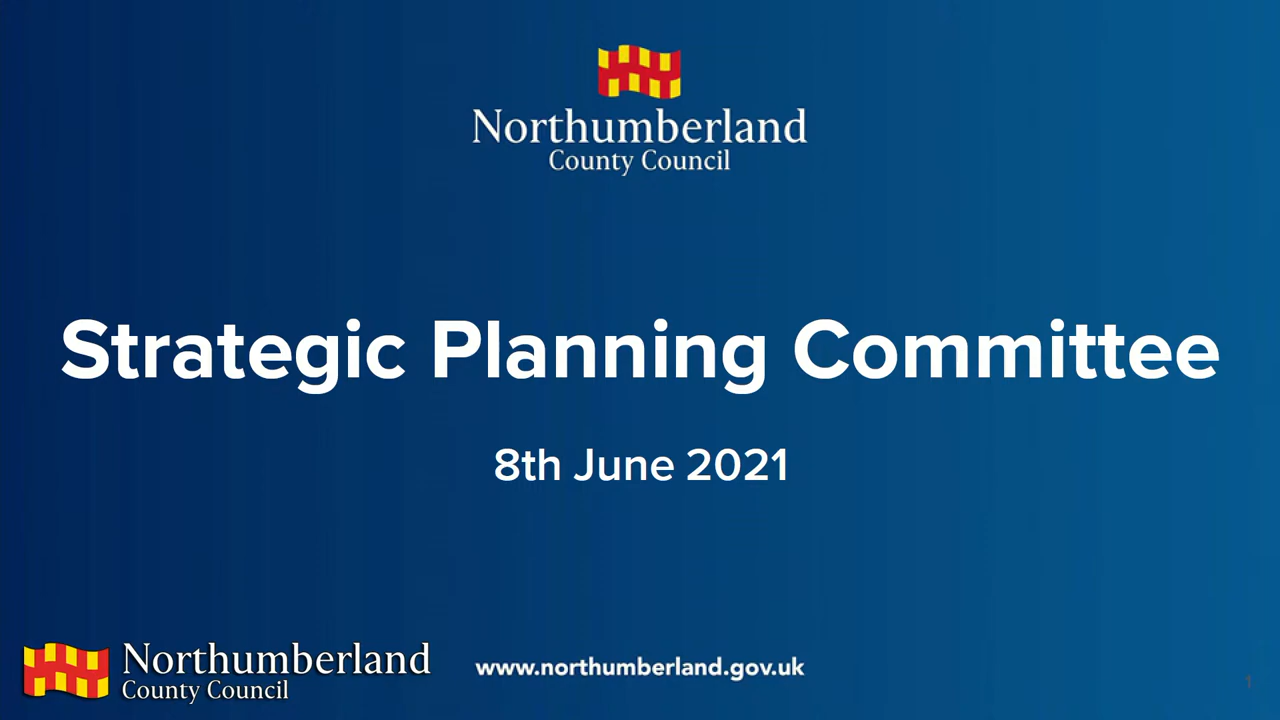 Northumberland
County Council
Strategic Planning Committee
8th June 2021
Northumberland
County Council
www.northumberland.gov.uk
1